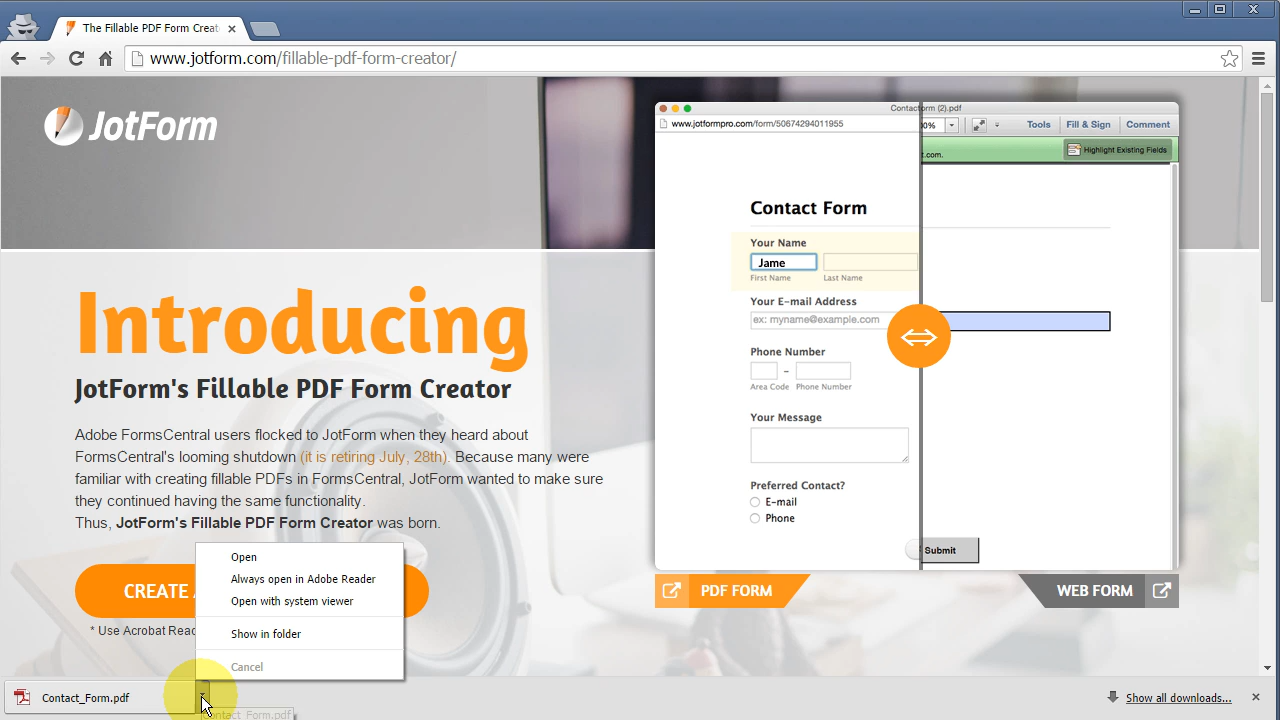 The Fillable PDF Form Creat
www.jotform.com/fillable-pdf-form-creator/
JotForm
Contactform (2).pdf
www.jotformpro.com/form/50674294011955
00%
Tools
Fill & Sign
Comment
t.com.
Highlight Existing Fields
Contact Form
Your Name
Jame
First Name
Last Name
Your E-mail Address
ex: myname@example.com
Phone Number
–
Area Code
Phone Number
Your Message
Preferred Contact?
E-mail
Phone
Submit
PDF FORM
WEB FORM
Introducing
JotForm's Fillable PDF Form Creator
Adobe FormsCentral users flocked to JotForm when they heard about
FormsCentral's looming shutdown (it is retiring July, 28th). Because many were
familiar with creating fillable PDFs in FormsCentral, JotForm wanted to make sure
they continued having the same functionality.
Thus, JotForm's Fillable PDF Form Creator was born.
CREATE
* Use Acrobat Read
Open
Always open in Adobe Reader
Open with system viewer
Show in folder
Cancel
Contact_Form.pdf
Contact_Form.pdf
Show all downloads...